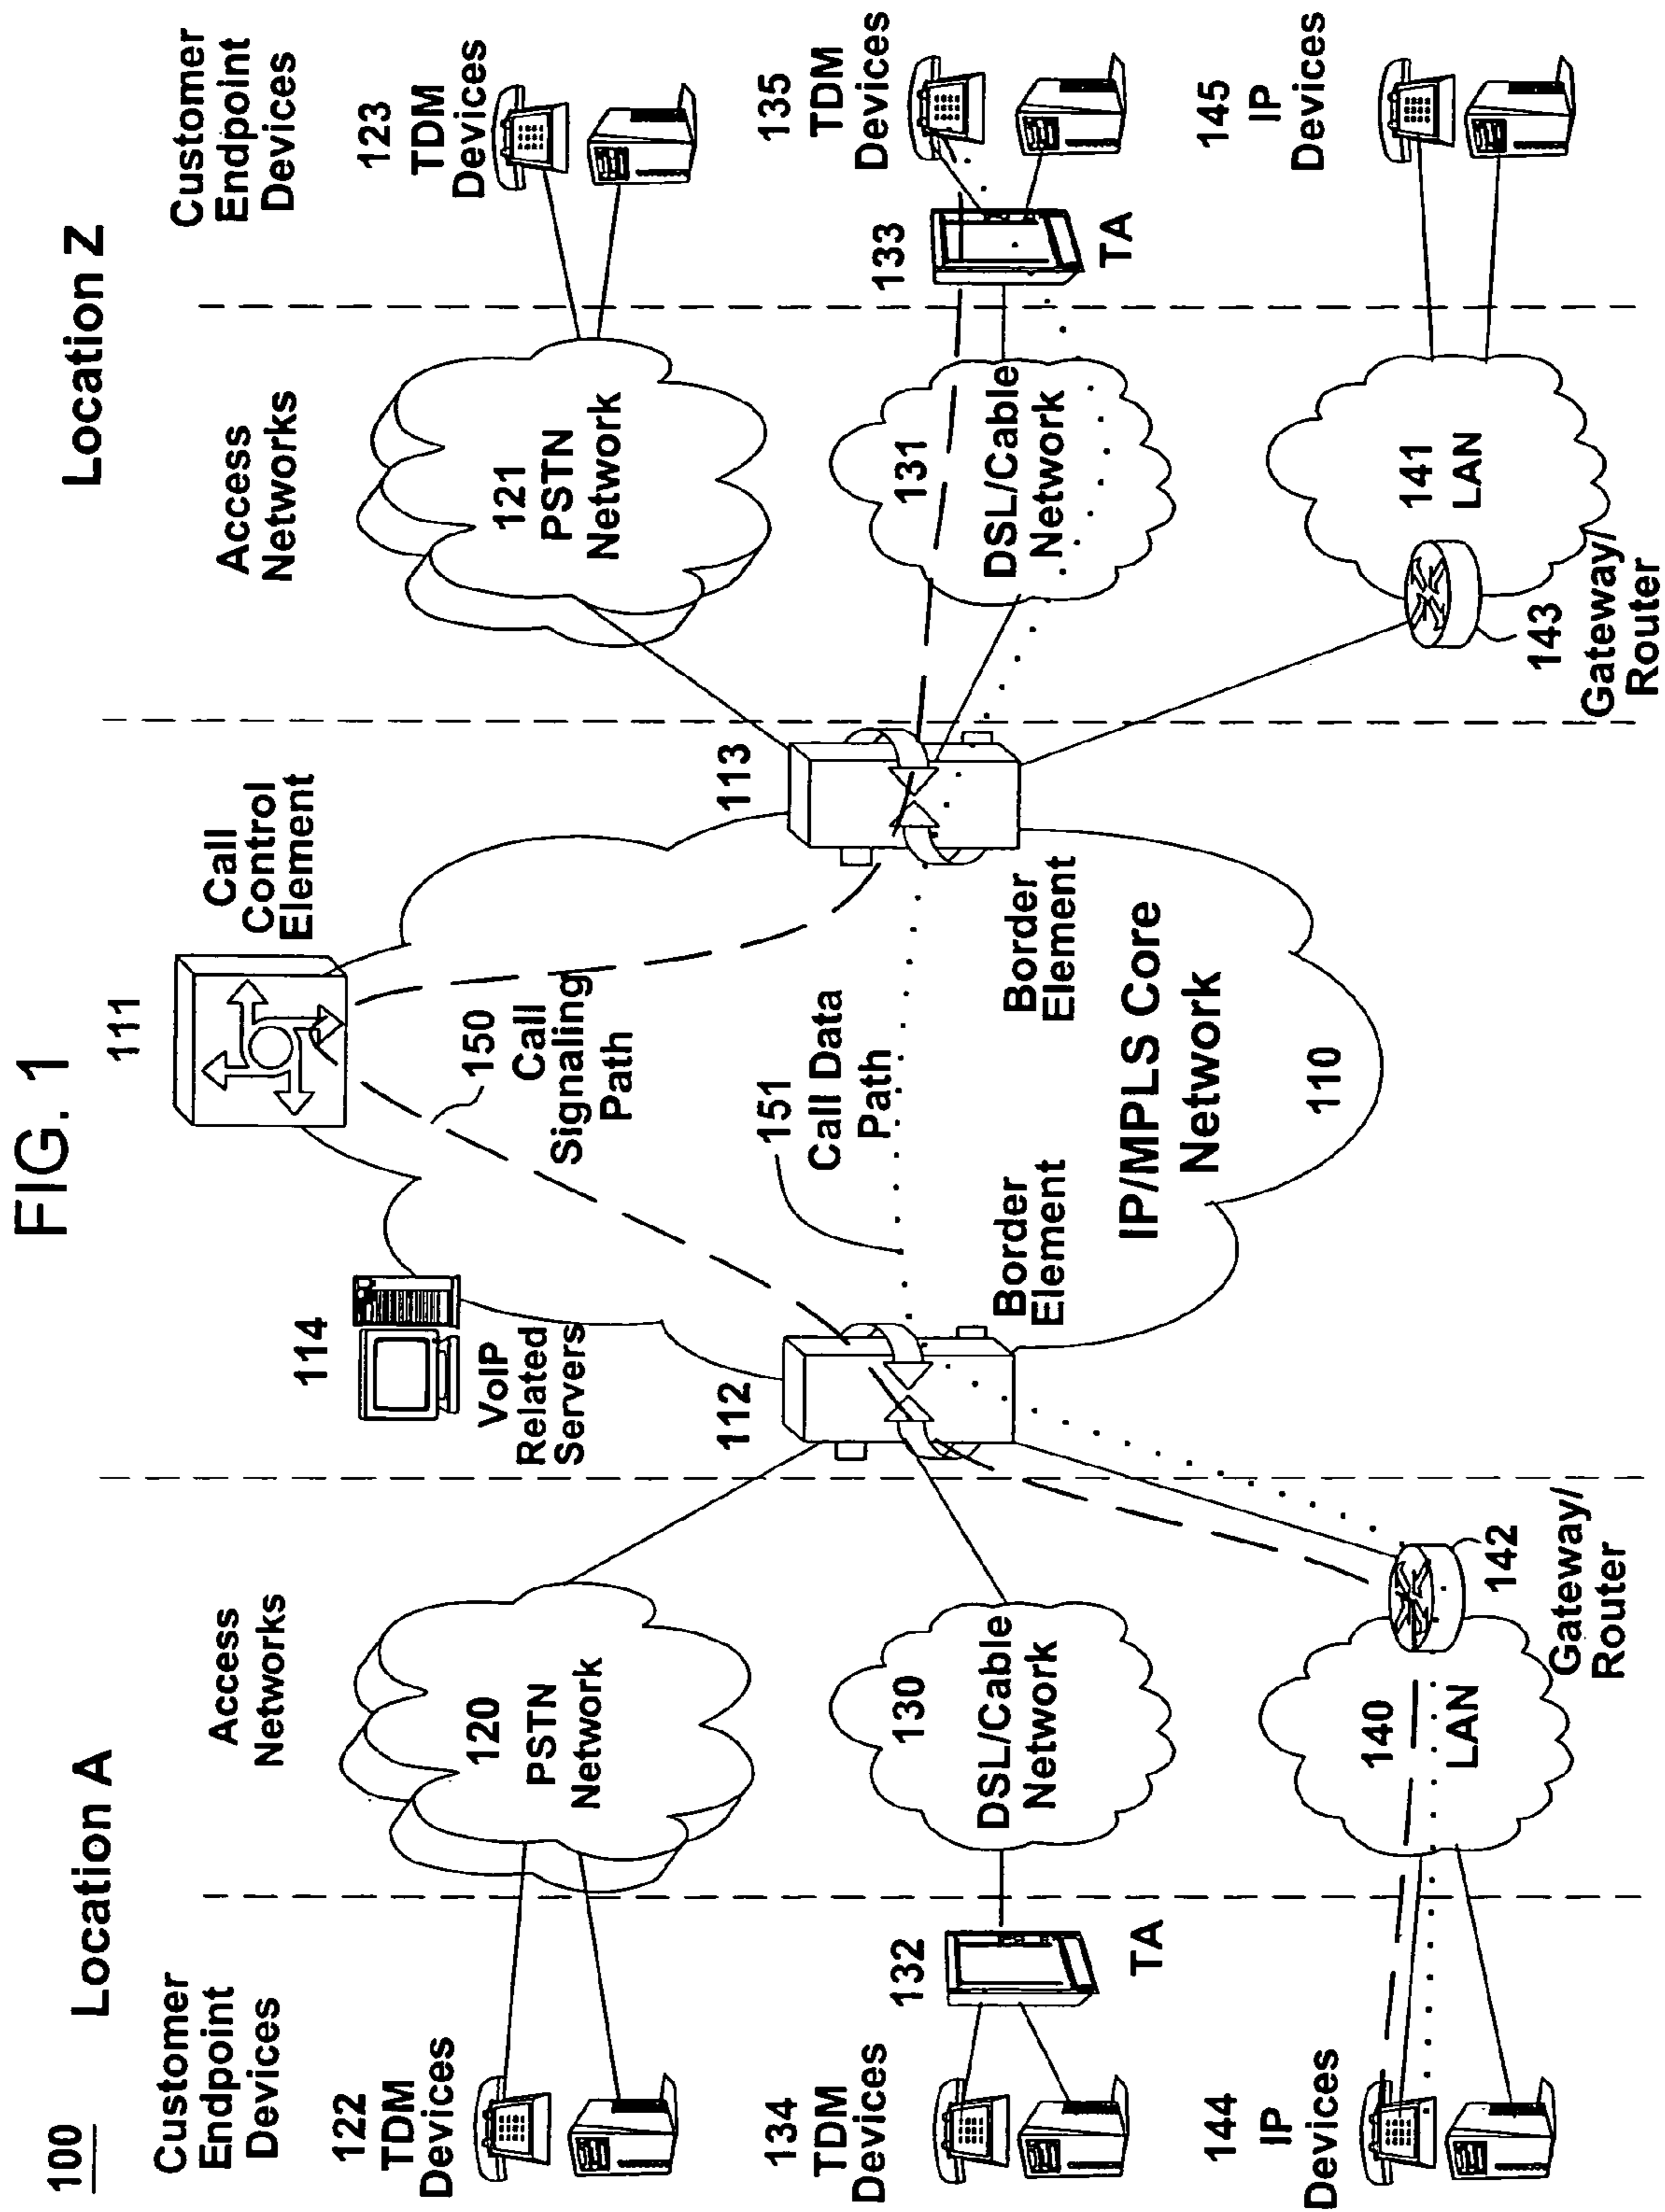 FIG. 1
100
Location A
Location Z
Customer
Endpoint
Devices
Access
Networks
114
VoIP
Related
Servers
111
Call
Control
Element
Access
Networks
Customer
Endpoint
Devices
122
TDM
Devices
120
PSTN
Network
150
Call
Signaling
Path
121
PSTN
Network
123
TDM
Devices
134
TDM
Devices
132
TA
130
DSL/Cable
Network
112
Border
Element
151
Call Data
Path
113
Border
Element
131
DSL/Cable
Network
133
TA
135
TDM
Devices
IP/MPLS Core
Network
110
144
IP
Devices
140
LAN
142
Gateway/
Router
143
Gateway/
Router
141
LAN
145
IP
Devices